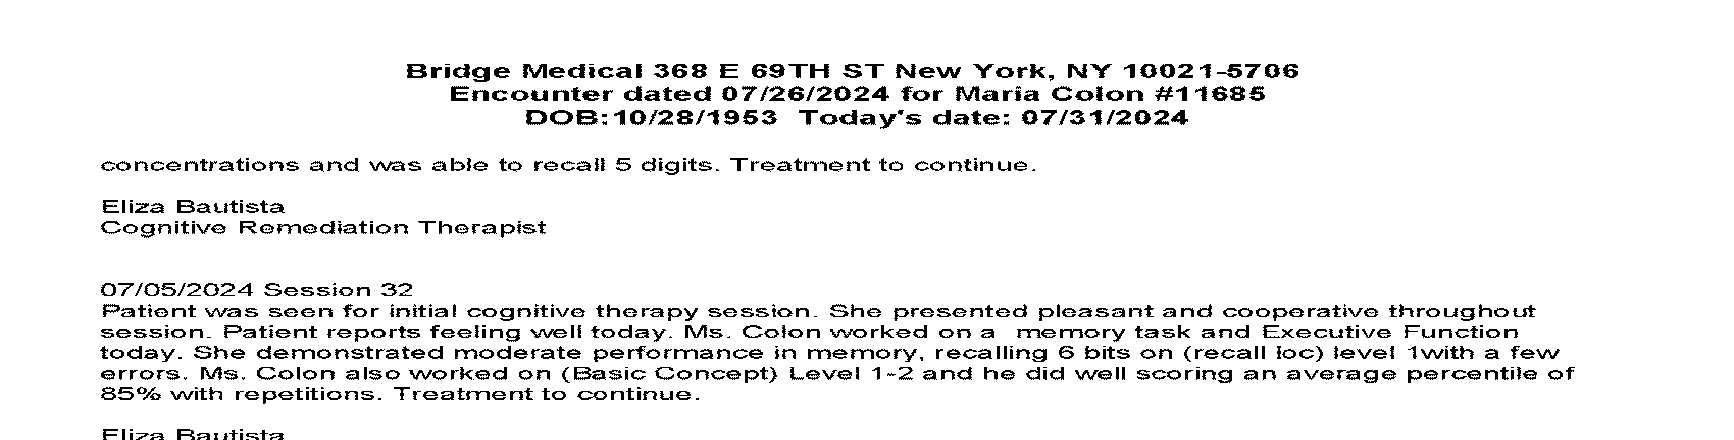 Bridge Medical 368 E 69TH ST New York, NY 10021-5706
Encounter dated 07/26/2024 for Maria Colon #11685
DOB:10/28/1953  Today's date: 07/31/2024
concentrations and was able to recall 5 digits. Treatment to continue.
Eliza Bautista
Cognitive Remediation Therapist
07/05/2024 Session 32
Patient was seen for initial cognitive therapy session. She presented pleasant and cooperative throughout
session. Patient reports feeling well today. Ms. Colon worked on a  memory task and Executive Function
today. She demonstrated moderate performance in memory, recalling 6 bits on (recall loc) level 1with a few
errors. Ms. Colon also worked on (Basic Concept) Level 1-2 and he did well scoring an average percentile of
85% with repetitions. Treatment to continue.
Eliza Bautista